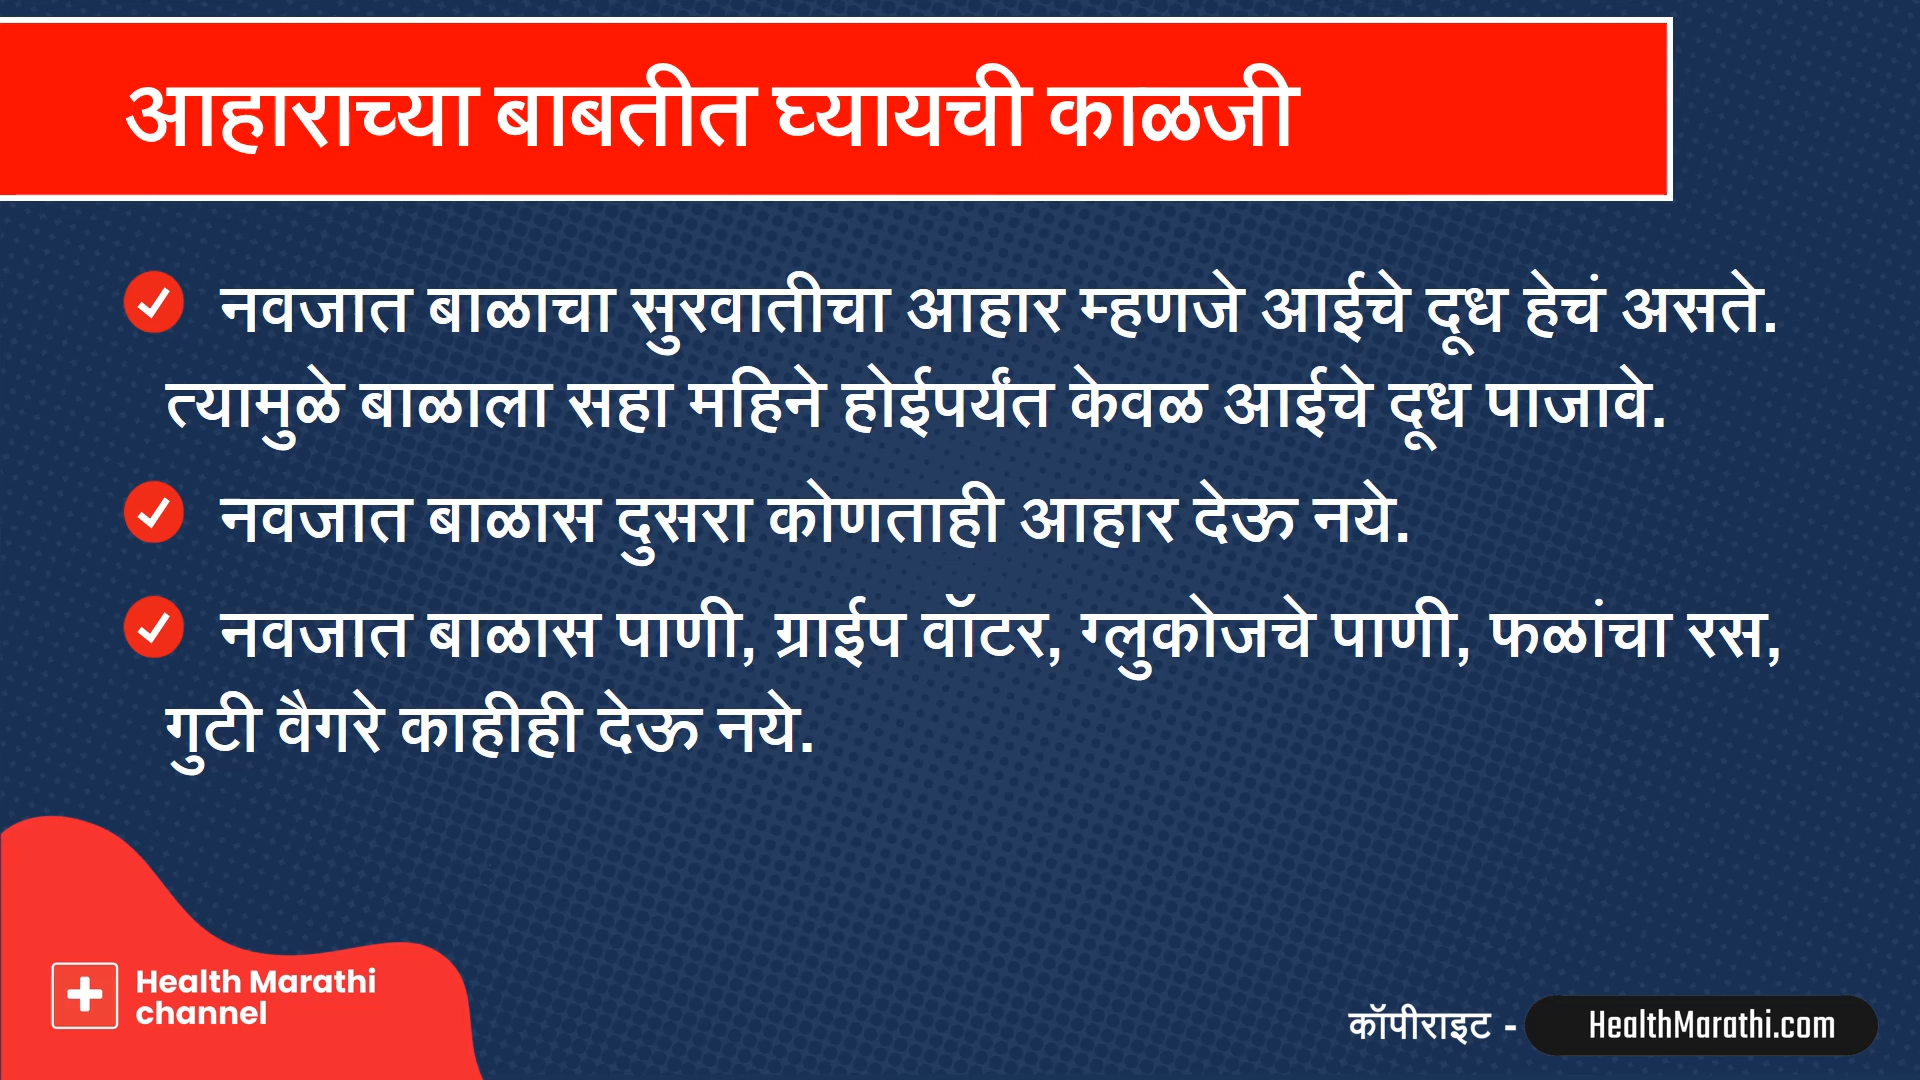 आहाराच्या बाबतीत घ्यायची काळजी
नवजात बाळाचा सुरवातीचा आहार म्हणजे आईचे दूध हेचं असते.
त्यामुळे बाळाला सहा महिने होईपर्यंत केवळ आईचे दूध पाजावे.
नवजात बाळास दुसरा कोणताही आहार देऊ नये.
नवजात बाळास पाणी, ग्राईप वॉटर, ग्लुकोजचे पाणी, फळांचा रस,
गुटी वैगरे काहीही देऊ नये.
Health Marathi
channel
कॉपीराइट - HealthMarathi.com